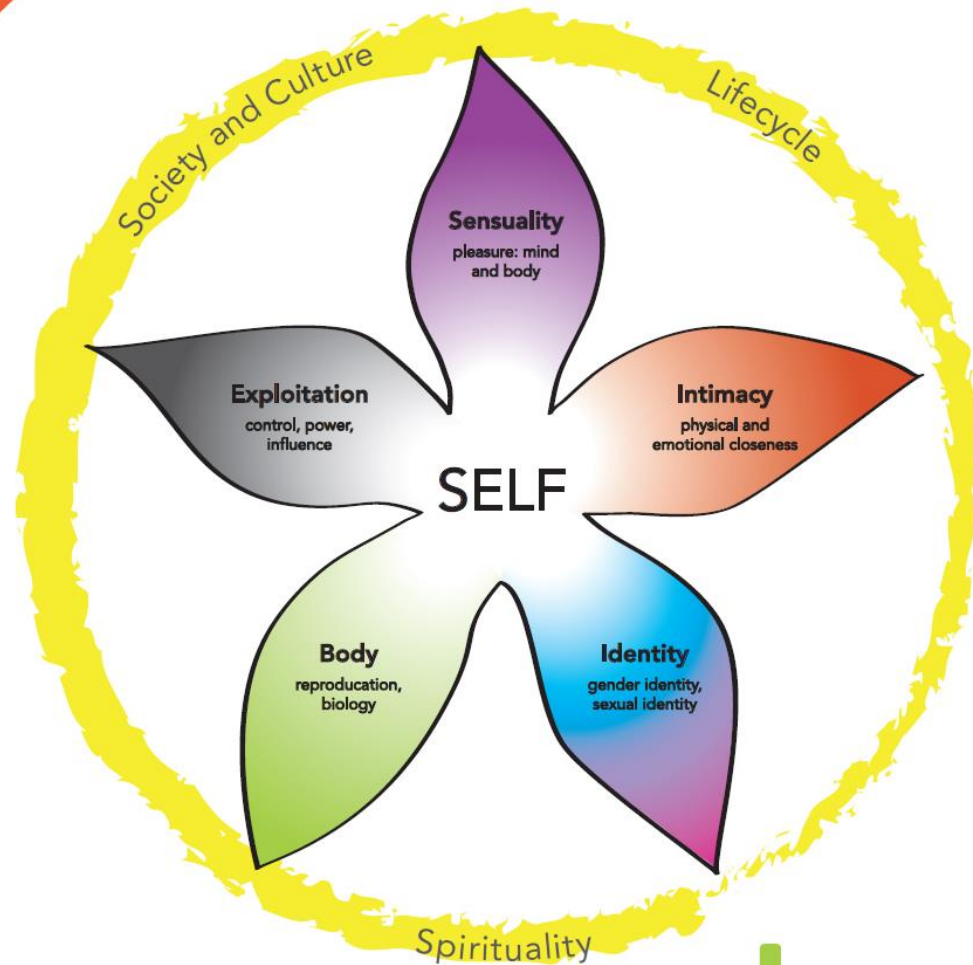 Society and Culture
Lifecycle
Sensuality
pleasure: mind
and body
Exploitation
control, power,
influence
Intimacy
physical and
emotional closeness
SELF
Body
reproducation,
biology
Identity
gender identity,
sexual identity
Spirituality